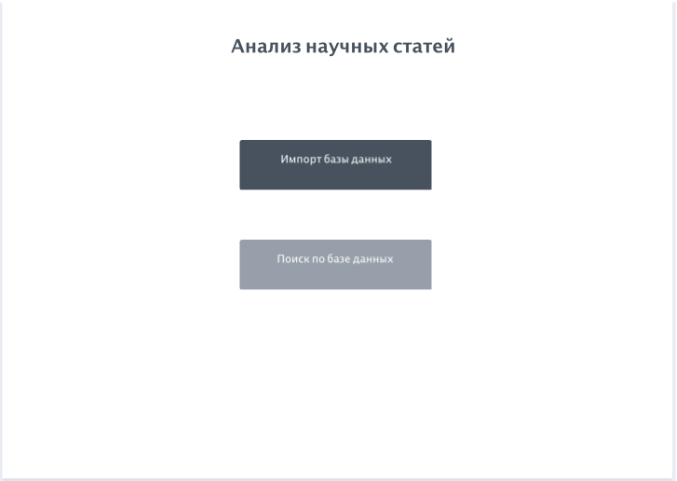 Анализ научных статей
Импорт базы данных
Поиск по базе данных